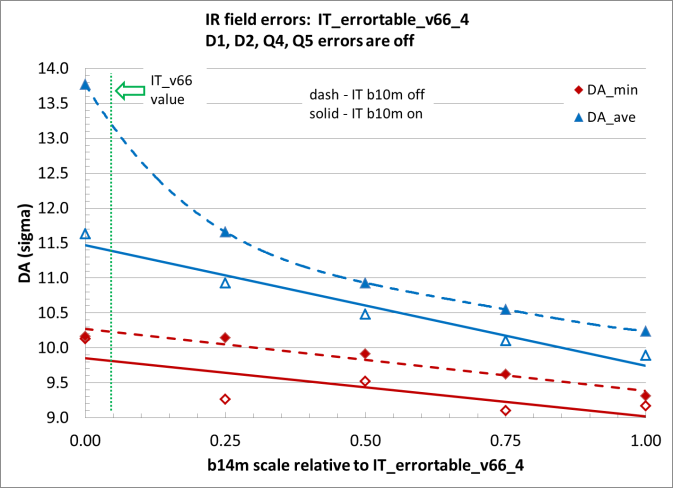 IR field errors: IT_errortable_v66_4
D1, D2, Q4, Q5 errors are off
14.0
13.5
13.0
12.5
12.0
11.5
11.0
10.5
10.0
9.5
9.0
DA (sigma)
IT_v66
value
dash - IT b10m off
solid - IT b10m on
DA_min
DA_ave
0.00
0.25
0.50
0.75
1.00
b14m scale relative to IT_errortable_v66_4